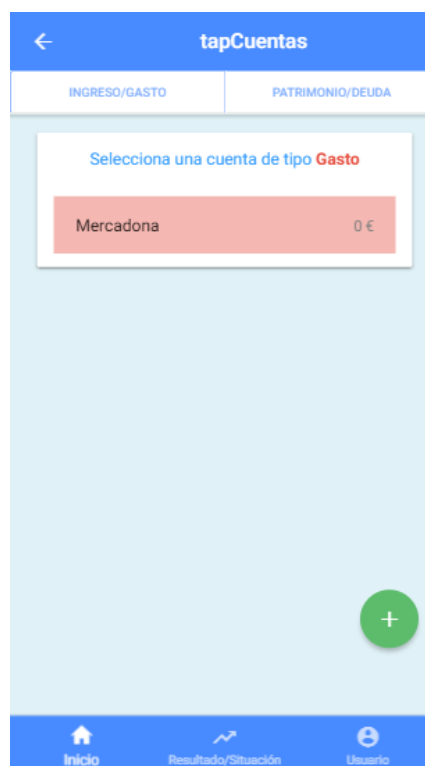 tapCuentas
INGRESO/GASTO PATRIMONIO/DEUDA
Selecciona una cuenta de tipo Gasto
Mercadona 0 €
+
Inicio Resultado/Situación Usuario